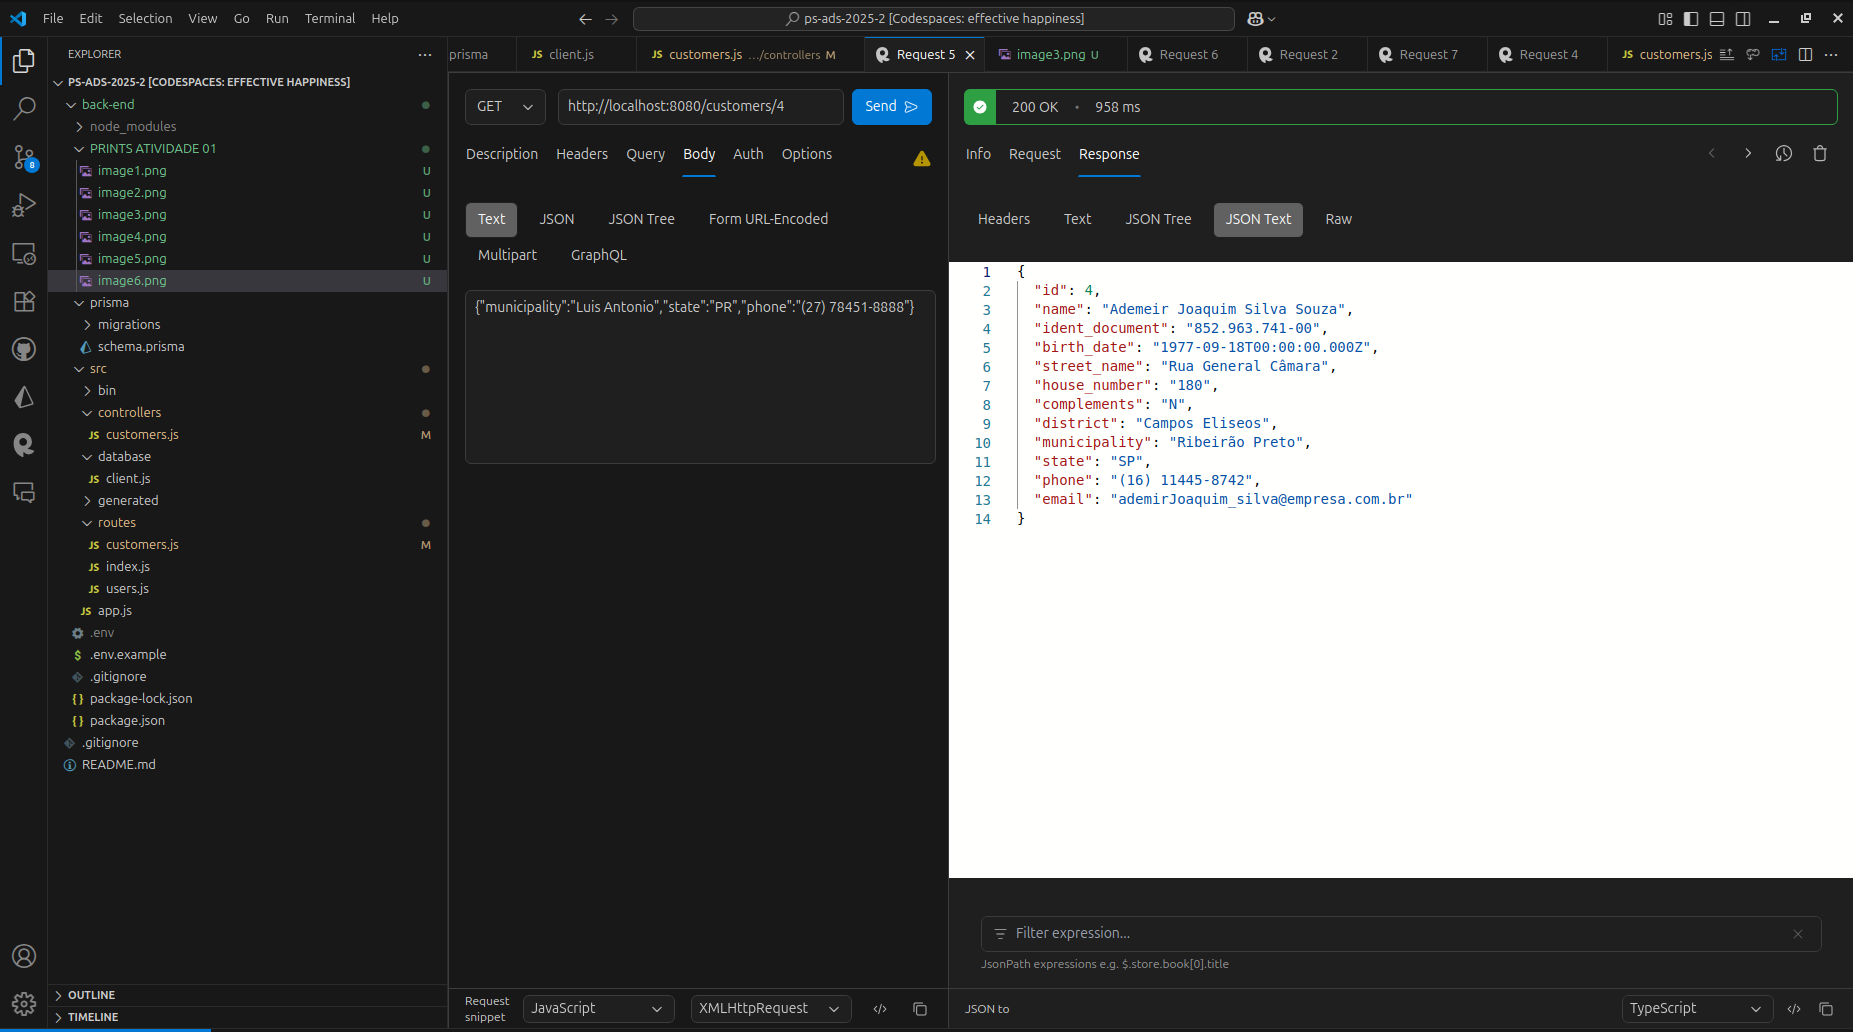 File Edit Selection View Go Run Terminal Help
ps-ads-2025-2 [Codespaces: effective happiness]
EXPLORER
prisma
JS client.js
JS customers.js .../controllers M
Request 5
image3.png U
Request 6
Request 2
Request 7
Request 4
JS customers.js
PS-ADS-2025-2 [CODESPACES: EFFECTIVE HAPPINESS]
back-end
node_modules
PRINTS ATIVIDADE 01
image1.png U
image2.png U
image3.png U
image4.png U
image5.png U
image6.png U
prisma
migrations
schema.prisma
src
bin
controllers
JS customers.js M
database
JS client.js
generated
routes
JS customers.js M
JS index.js
JS users.js
JS app.js
.env
$ .env.example
.gitignore
{} package-lock.json
{} package.json
.gitignore
README.md
OUTLINE
TIMELINE
8
GET
http://localhost:8080/customers/4
Send
Description Headers Query Body Auth Options
Text JSON JSON Tree Form URL-Encoded
Multipart GraphQL
{"municipality":"Luis Antonio","state":"PR","phone":"(27) 78451-8888"}
Request snippet
JavaScript
XMLHttpRequest
200 OK • 958 ms
Info Request Response
Headers Text JSON Tree JSON Text Raw
1 {
2 "id": 4,
3 "name": "Ademeir Joaquim Silva Souza",
4 "ident_document": "852.963.741-00",
5 "birth_date": "1977-09-18T00:00:00.000Z",
6 "street_name": "Rua General Câmara",
7 "house_number": "180",
8 "complements": "N",
9 "district": "Campos Eliseos",
10 "municipality": "Ribeirão Preto",
11 "state": "SP",
12 "phone": "(16) 11445-8742",
13 "email": "ademirJoaquim_silva@empresa.com.br"
14 }
Filter expression...
JsonPath expressions e.g. $.store.book[0].title
JSON to
TypeScript